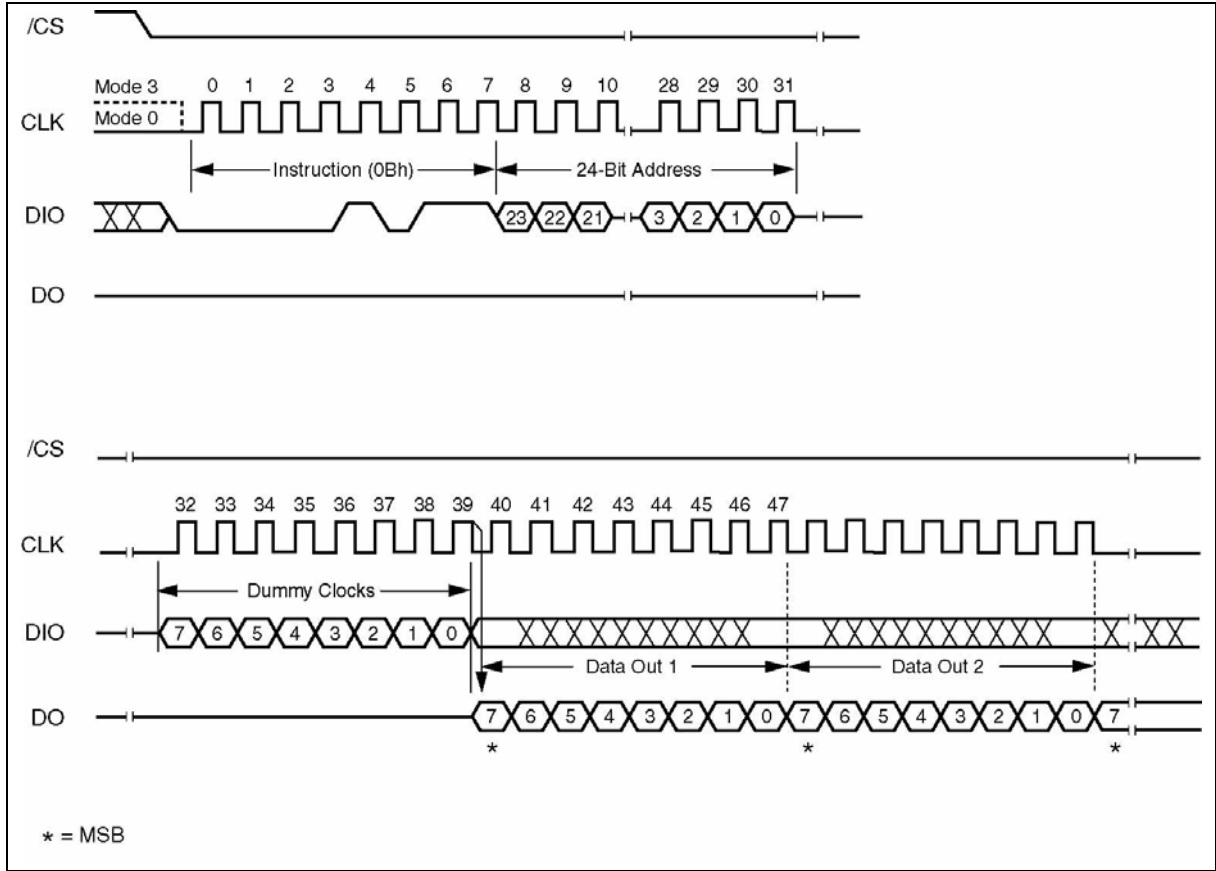 /CS
Mode 3 0 1 2 3 4 5 6 7 8 9 10 28 29 30 31
CLK Mode 0
Instruction (0Bh) 24-Bit Address
DIO 23 22 21 3 2 1 0
DO
/CS
32 33 34 35 36 37 38 39 40 41 42 43 44 45 46 47
CLK
Dummy Clocks
DIO 7 6 5 4 3 2 1 0
Data Out 1 Data Out 2
DO 7 6 5 4 3 2 1 0 7 6 5 4 3 2 1 0 7
* * *
* = MSB